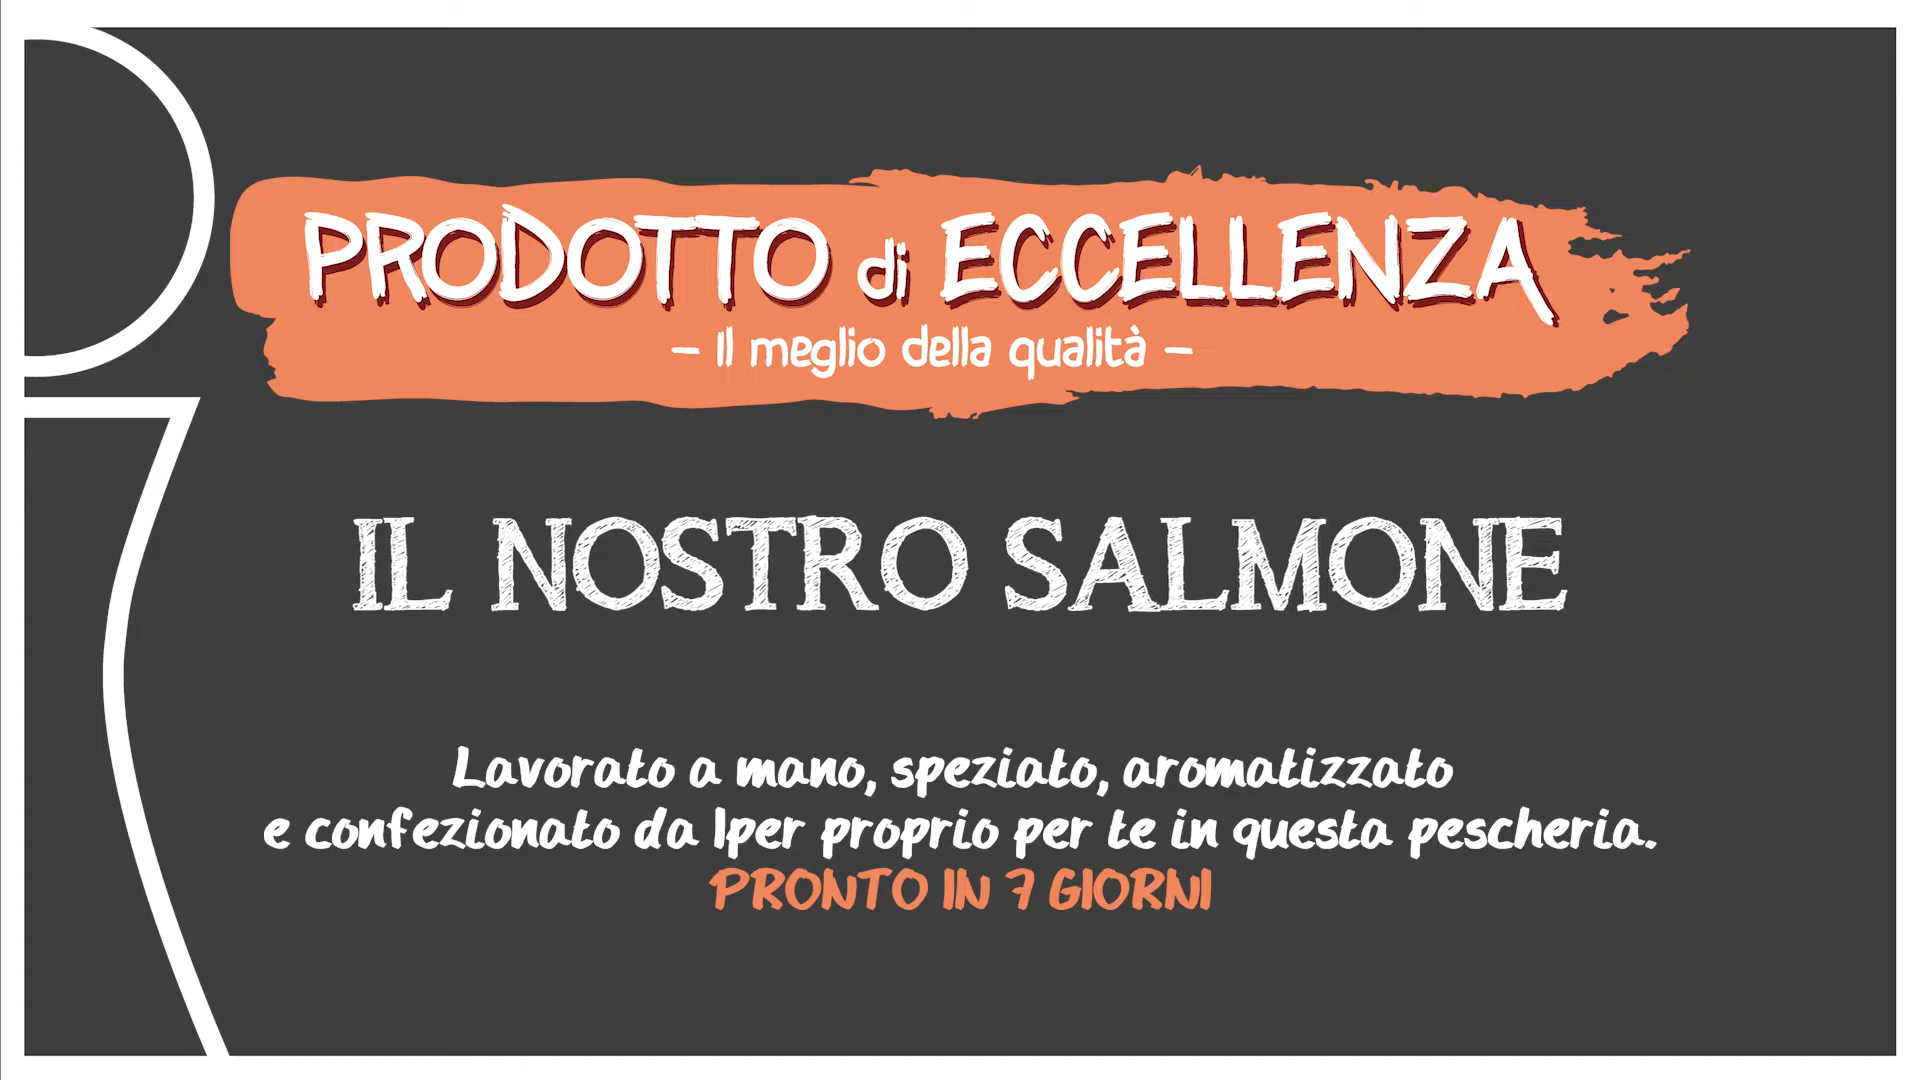 PRODOTTO di ECCELLENZA
– Il meglio della qualità –
IL NOSTRO SALMONE
Lavorato a mano, speziato, aromatizzato
e confezionato da Iper proprio per te in questa pescheria.
PRONTO IN 7 GIORNI